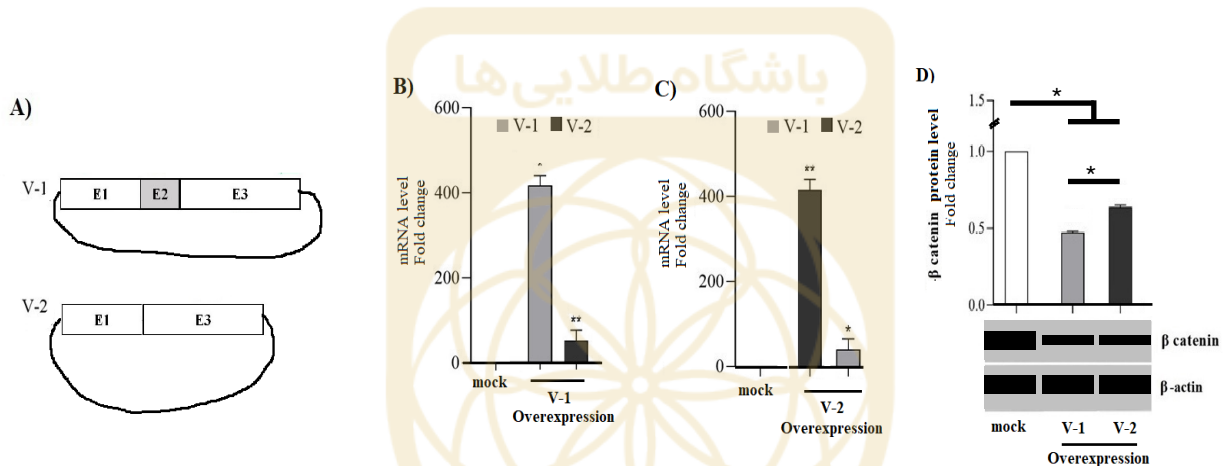 باشگاه طلایی‌ها
A)
V-1
E1 E2 E3
V-2
E1 E3
B)
V-1 V-2
mRNA level
Fold change
600
400
200
0
*
**
mock
V-1
Overexpression
C)
V-1 V-2
mRNA level
Fold change
600
400
200
0
**
*
mock
V-2
Overexpression
D)
-β catenin protein level
Fold change
1.5
1.0
0.5
0.0
*
*
β catenin
β-actin
mock V-1 V-2
Overexpression